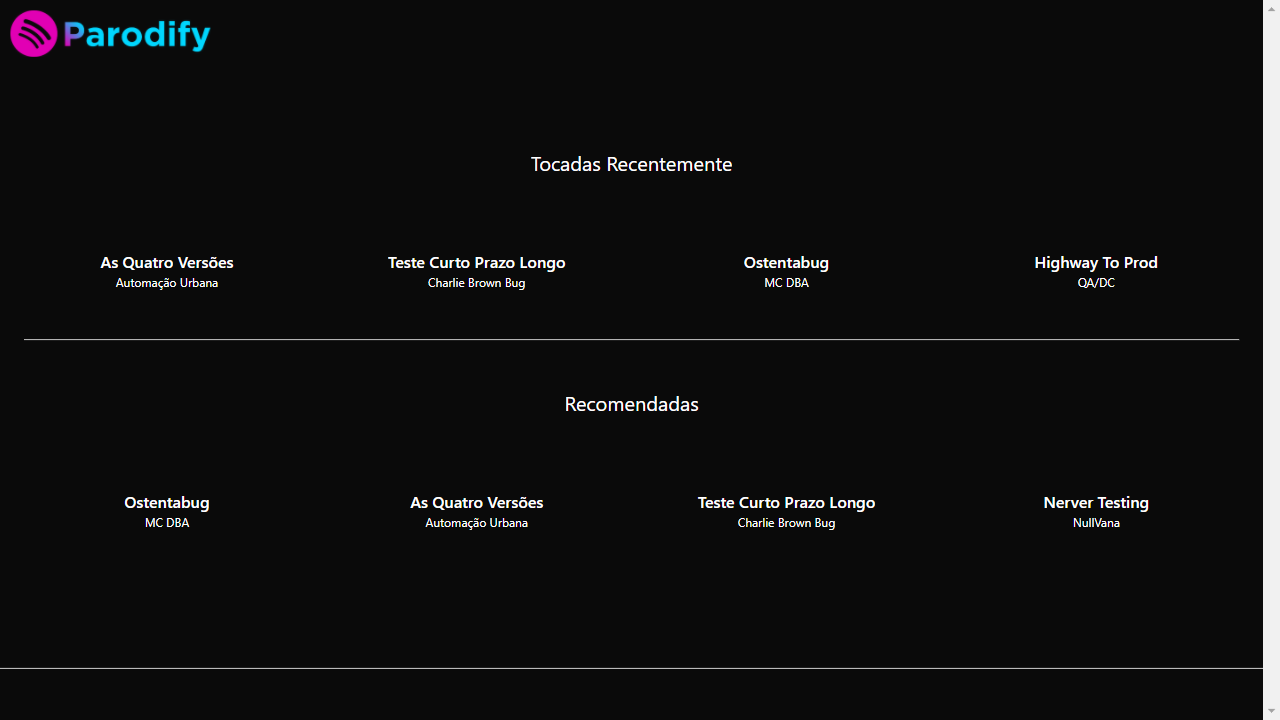 Parodify
Tocadas Recentemente
As Quatro Versões
Automação Urbana
Teste Curto Prazo Longo
Charlie Brown Bug
Ostentabug
MC DBA
Highway To Prod
QA/DC
Recomendadas
Ostentabug
MC DBA
As Quatro Versões
Automação Urbana
Teste Curto Prazo Longo
Charlie Brown Bug
Nerver Testing
NullVana